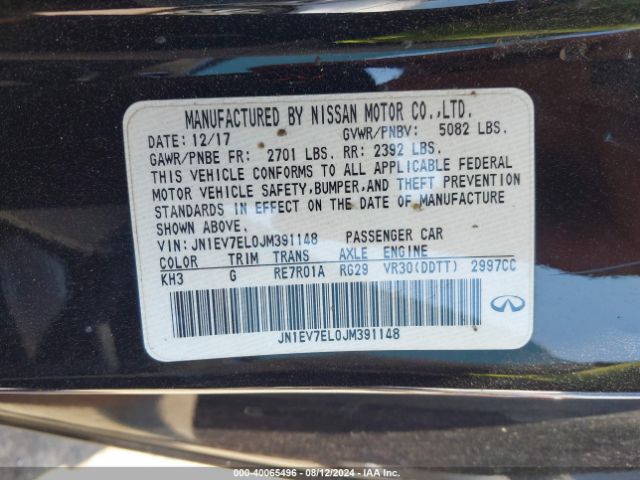 MANUFACTURED BY NISSAN MOTOR CO.,LTD.
DATE: 12/17 GVWR/PNBV: 5082 LBS.
GAWR/PNBE FR: 2701 LBS. RR: 2392 LBS.
THIS VEHICLE CONFORMS TO ALL APPLICABLE FEDERAL
MOTOR VEHICLE SAFETY,BUMPER,AND THEFT PREVENTION
STANDARDS IN EFFECT ON THE DATE OF MANUFACTURE
SHOWN ABOVE.
VIN: JN1EV7EL0JM391148 PASSENGER CAR
COLOR TRIM TRANS AXLE ENGINE
KH3 G RE7R01A RG29 VR30(DDTT) 2997CC
JN1EV7EL0JM391148
000-40065496 - 08/12/2024 - IAA Inc. - Copyright